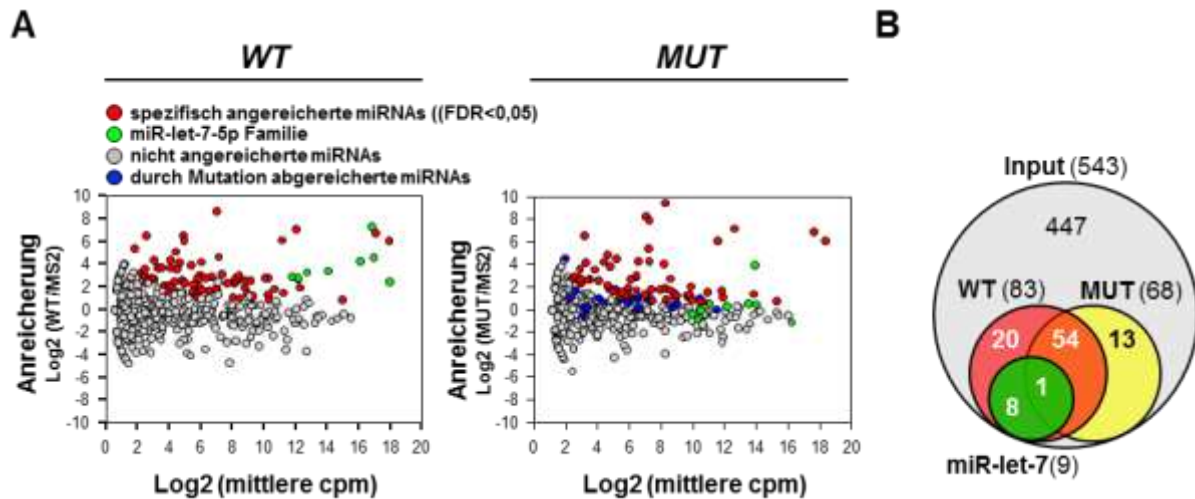 A
B
WT
MUT
spezifisch angereicherte miRNAs ((FDR<0,05)
miR-let-7-5p Familie
nicht angereicherte miRNAs
durch Mutation abgereicherte miRNAs
Anreicherung
Log2 (WT/MS2)
10
8
6
4
2
0
-2
-4
-6
-8
-10
0 2 4 6 8 10 12 14 16 18 20
Log2 (mittlere cpm)
Anreicherung
Log2 (MUT/MS2)
10
8
6
4
2
0
-2
-4
-6
-8
-10
0 2 4 6 8 10 12 14 16 18 20
Log2 (mittlere cpm)
Input (543)
447
WT (83)
MUT (68)
20
54
13
1
8
miR-let-7(9)